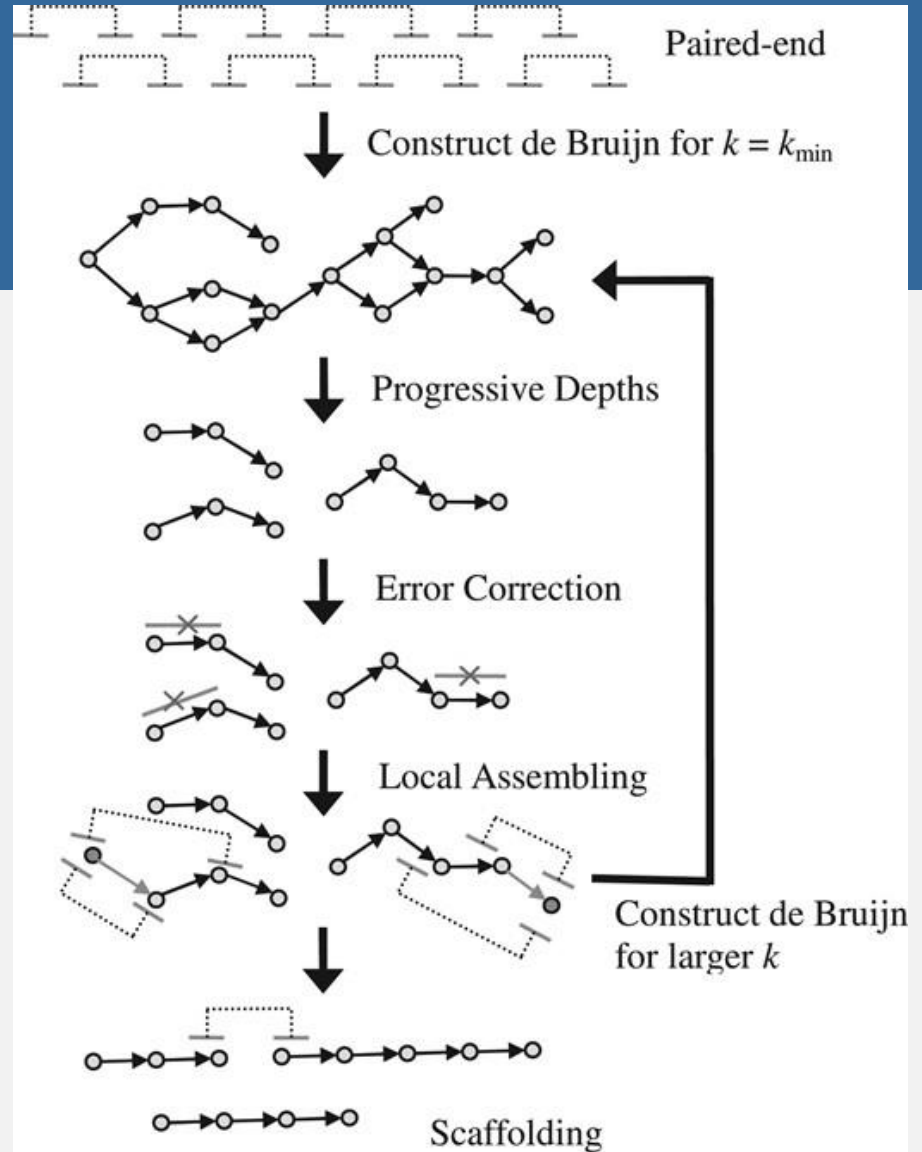 Paired-end
Construct de Bruijn for k = kmin
Progressive Depths
Error Correction
Local Assembling
Construct de Bruijn
for larger k
Scaffolding